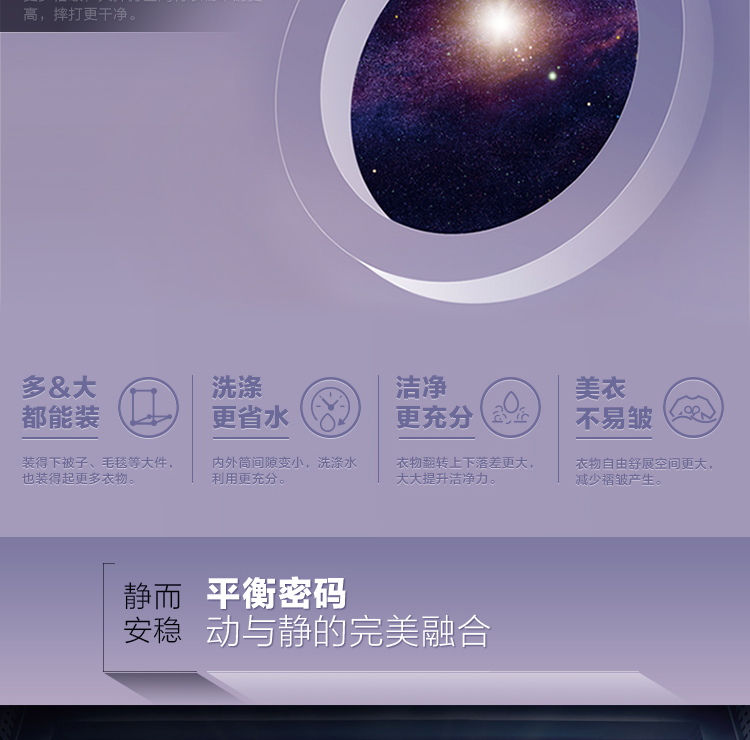 高，摔打更干净。
多&大
都能装
装得下被子、毛毯等大件，
也装得起更多衣物。
洗涤
更省水
内外筒间隙变小，洗涤水
利用更充分。
洁净
更充分
衣物翻转上下落差更大，
大大提升洁净力。
美衣
不易皱
衣物自由舒展空间更大，
减少褶皱产生。
静而
安稳
平衡密码
动与静的完美融合